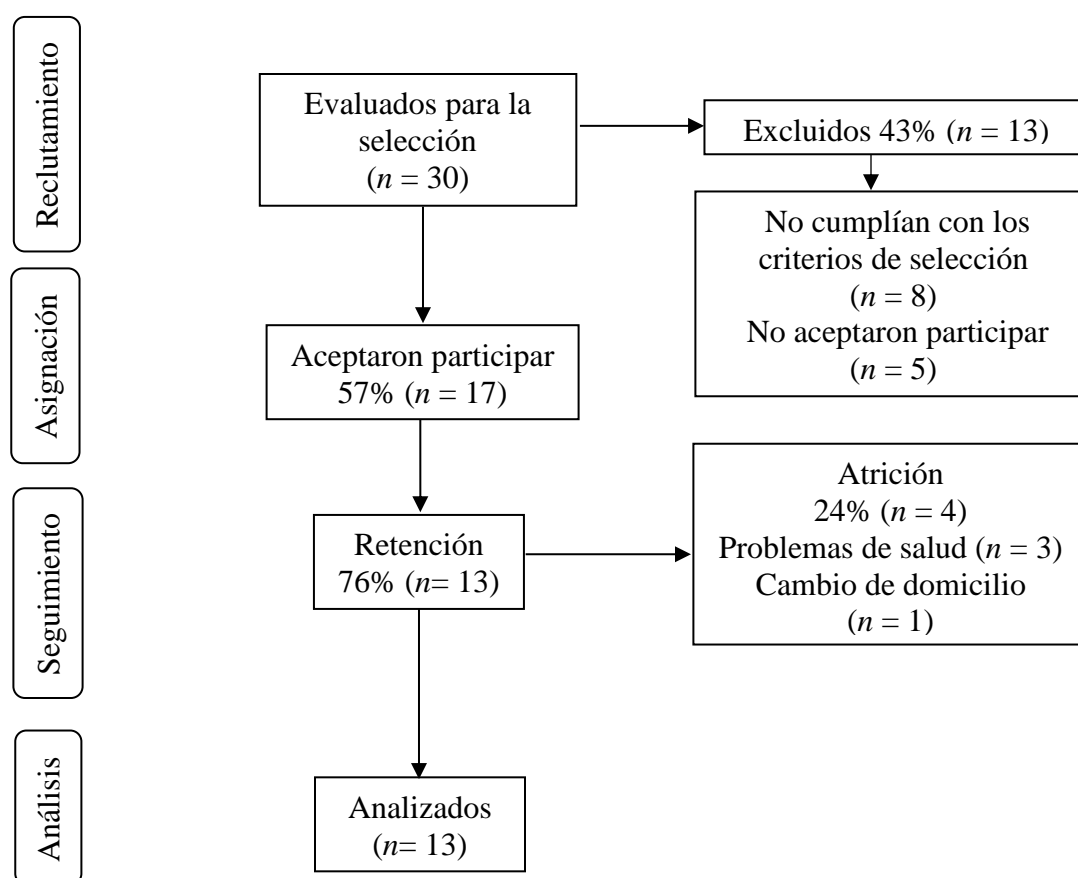 Reclutamiento
Evaluados para la
selección
(n = 30)
Excluidos 43% (n = 13)
No cumplían con los
criterios de selección
(n = 8)
No aceptaron participar
(n = 5)
Asignación
Aceptaron participar
57% (n = 17)
Seguimiento
Retención
76% (n= 13)
Atrición
24% (n = 4)
Problemas de salud (n = 3)
Cambio de domicilio
(n = 1)
Análisis
Analizados
(n= 13)